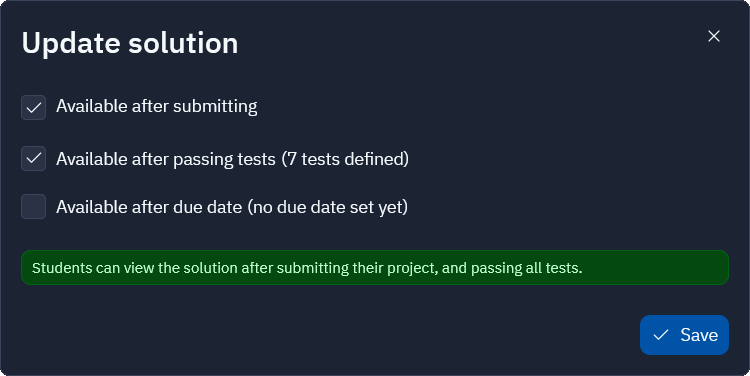 Update solution
Available after submitting
Available after passing tests (7 tests defined)
Available after due date (no due date set yet)
Students can view the solution after submitting their project, and passing all tests.
Save